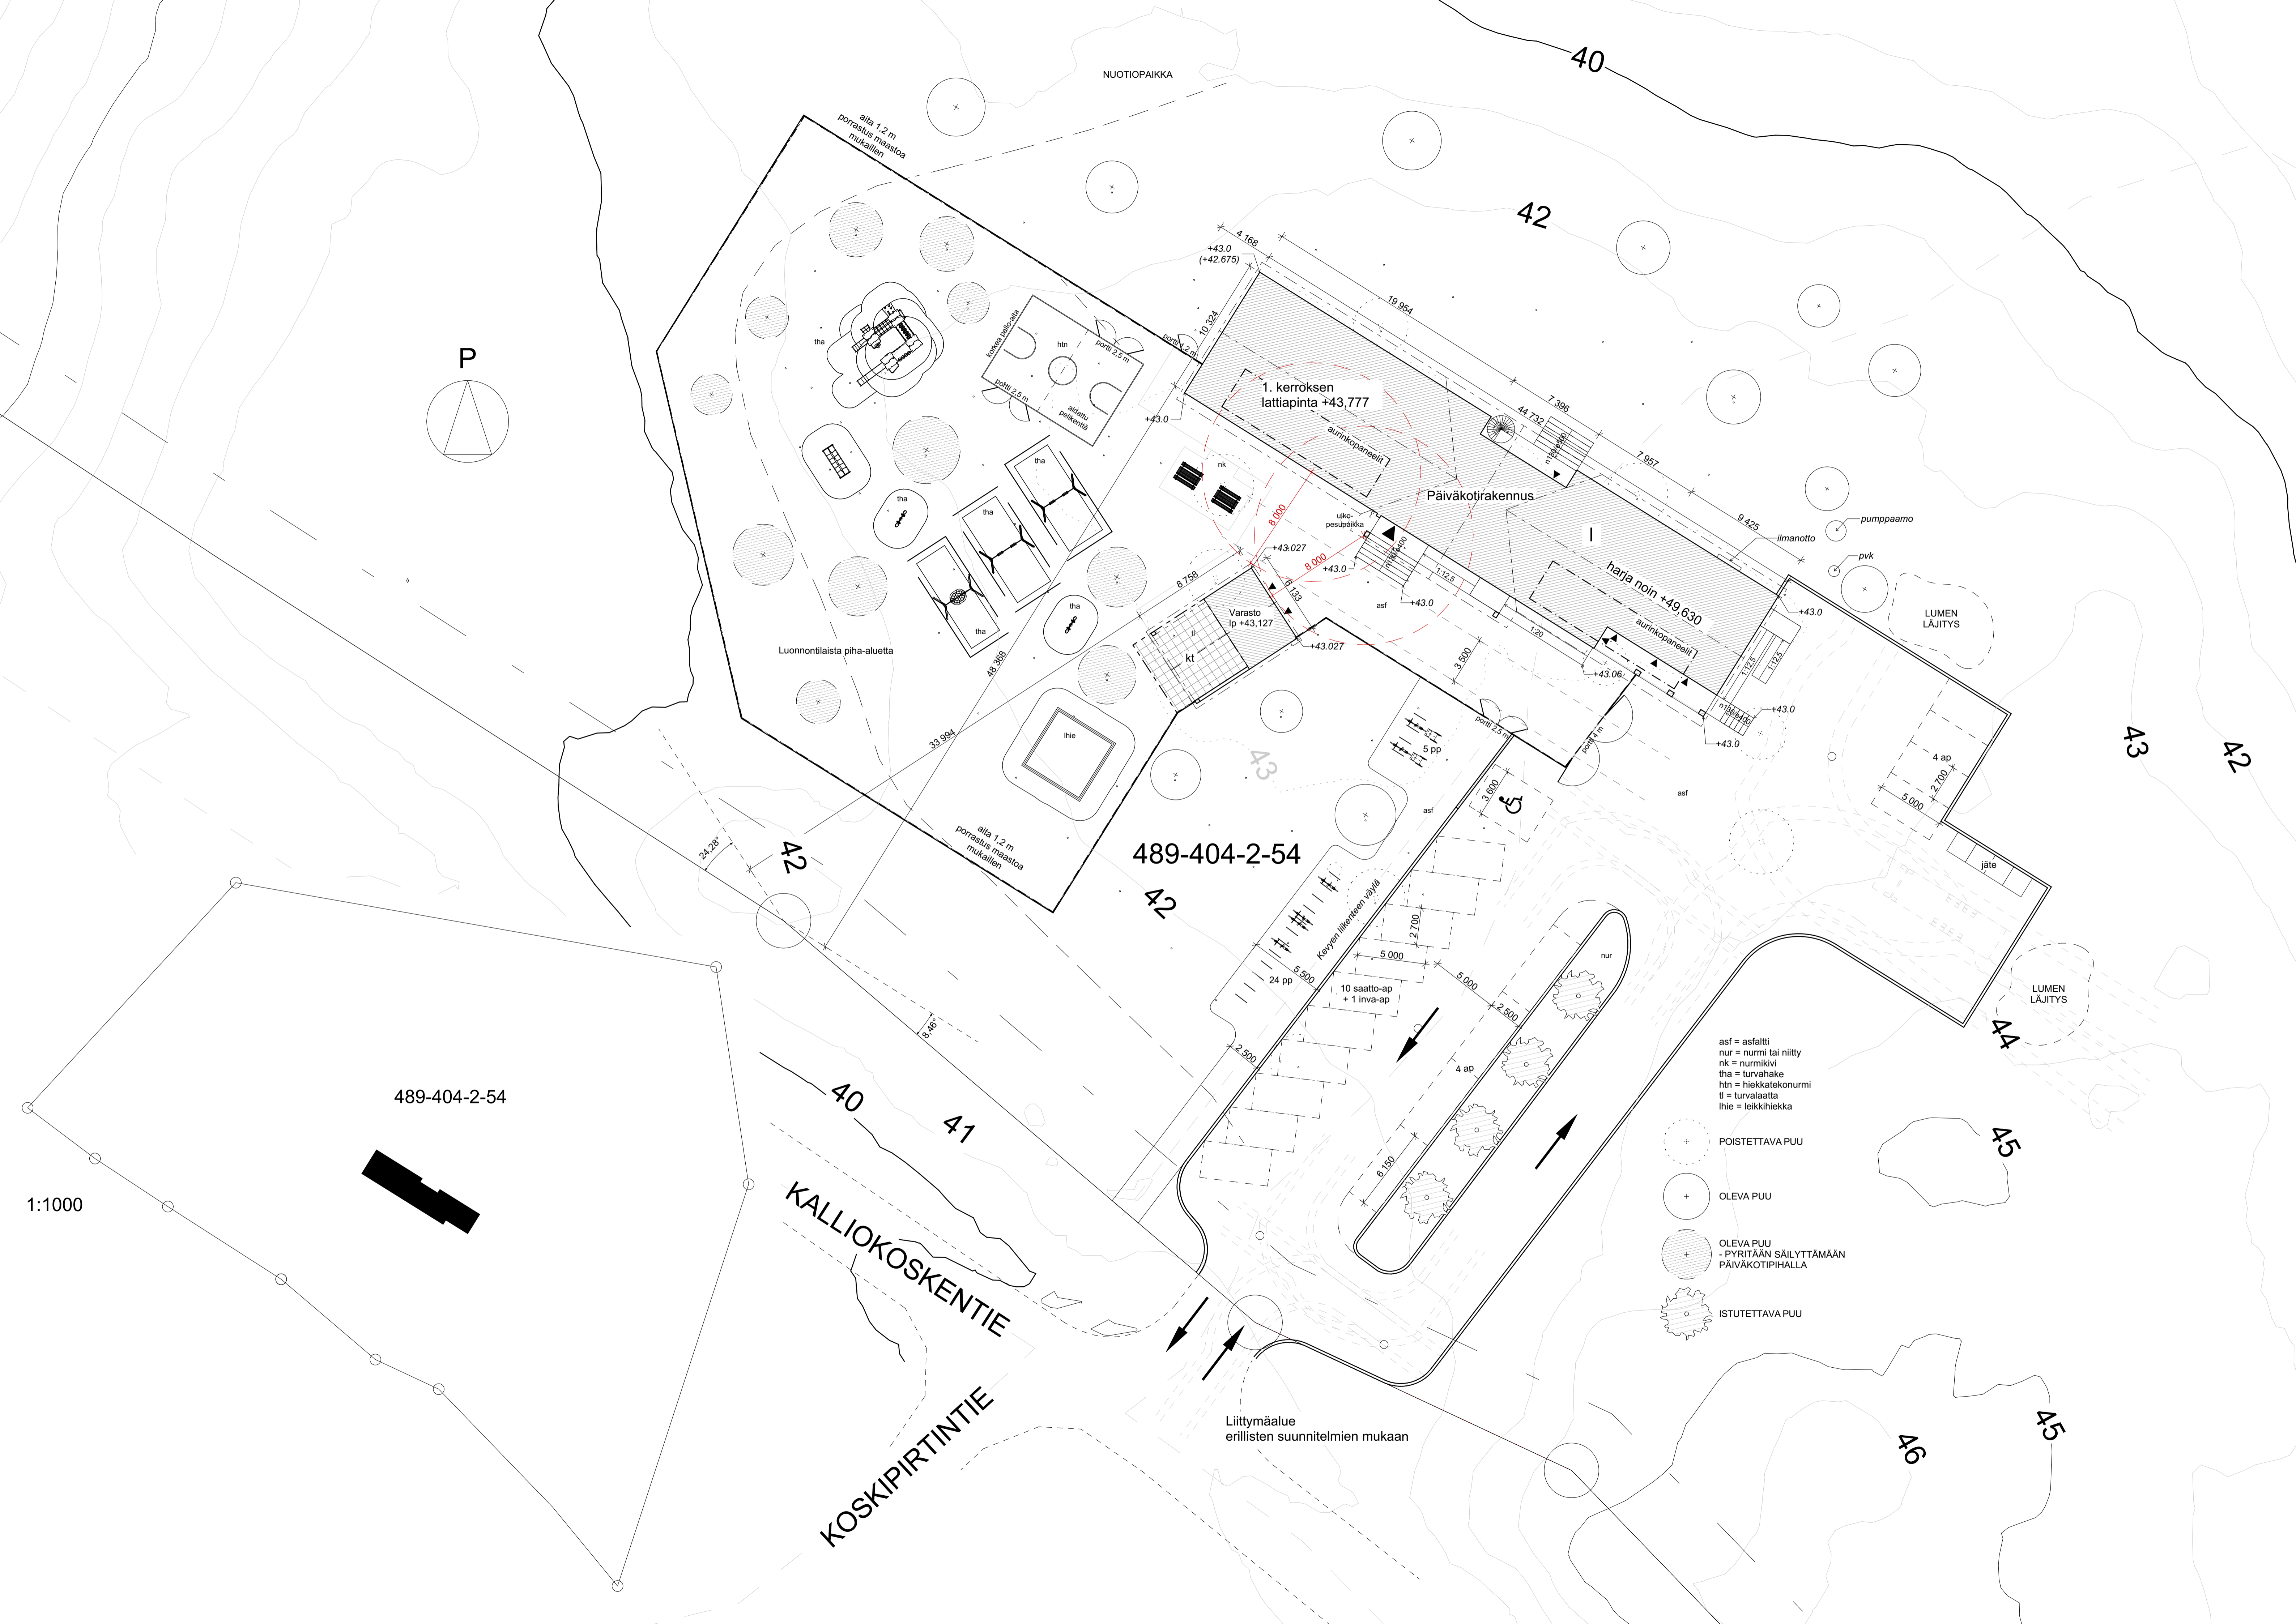 NUOTIOPAIKKA
40
aita 1,2 m
porrastus maastoa
mukaillen
42
4 168
+43.0
(+42.675)
19 954
10 324
portti 1,2 m
korkea pallo-aita
htn
portti 2,5 m
portti 2,5 m
aidattu
pelikenttä
tha
P
+43.0
1. kerroksen
lattiapinta +43,777
aurinkopaneelit
7 396
44 732
7 957
9 425
Päiväkotirakennus
I
harja noin +49,630
aurinkopaneelit
pumppaamo
ilmanotto
pvk
nk
tha
tha
tha
tha
tha
8 000
8 000
ulko-
pesupaikka
+43.027
+43.0
1:12,5
+43.0
asf
6 133
8 758
Varasto
lp +43,127
tl
kt
+43.027
1:20
3 500
+43.06
+43.0
1:12,5
1:12,5
+43.0
+43.0
LUMEN
LÄJITYS
Luonnontilaista piha-aluetta
48 368
33 994
lhie
portti 2,5 m
portti 4 m
5 pp
43
asf
3 600
asf
4 ap
2 700
5 000
jäte
43
42
24,28°
42
aita 1,2 m
porrastus maastoa
mukaillen
489-404-2-54
42
Kevyen liikenteen väylä
2 700
5 000
5 500
24 pp
10 saatto-ap
+ 1 inva-ap
5 000
2 500
nur
2 500
4 ap
6 150
LUMEN
LÄJITYS
44
8,46°
489-404-2-54
1:1000
40
41
KALLIOKOSKENTIE
KOSKIPIRTINTIE
Liittymäalue
erillisten suunnitelmien mukaan
asf = asfaltti
nur = nurmi tai niitty
nk = nurmikivi
tha = turvahake
htn = hiekkatekonurmi
tl = turvalaatta
lhie = leikkihiekka
POISTETTAVA PUU
OLEVA PUU
OLEVA PUU
- PYRITÄÄN SÄILYTTÄMÄÄN
PÄIVÄKOTIPIHALLA
ISTUTETTAVA PUU
45
45
46